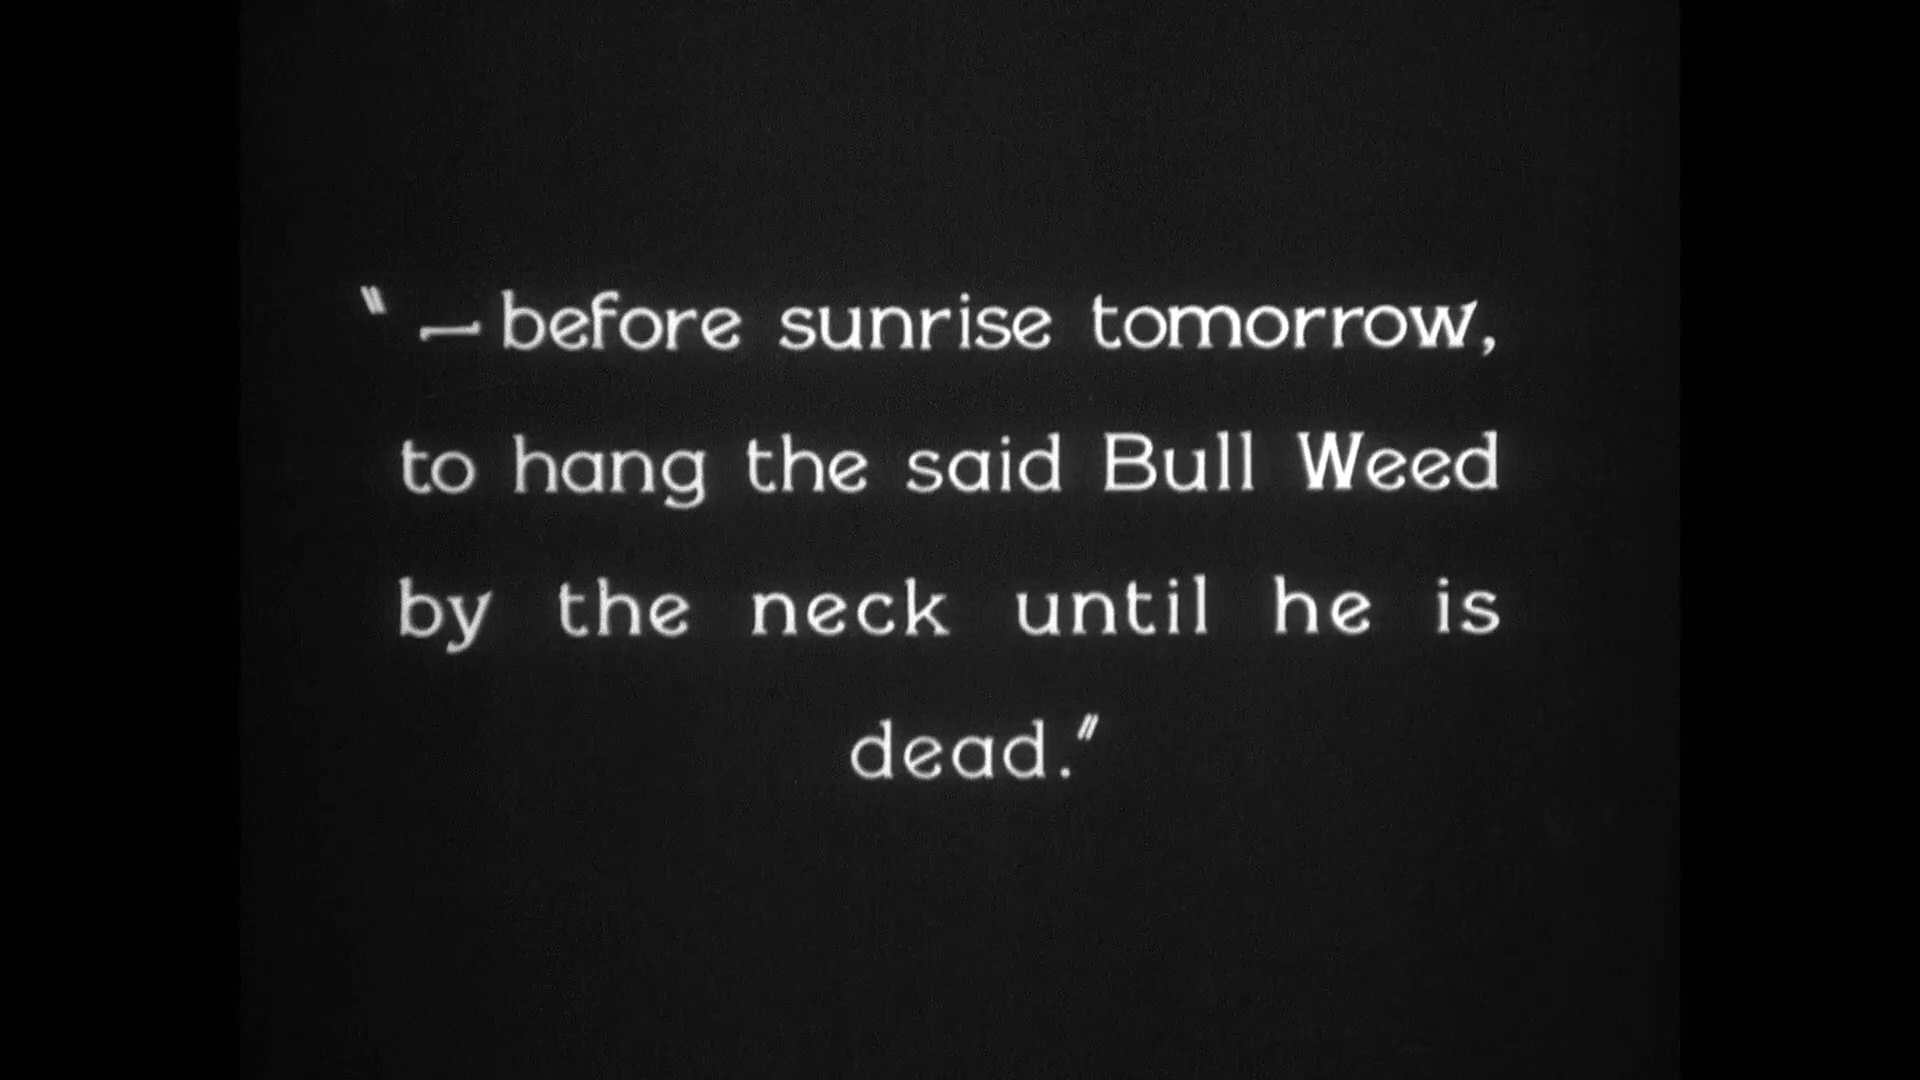 "—before sunrise tomorrow,
to hang the said Bull Weed
by the neck until he is
dead."